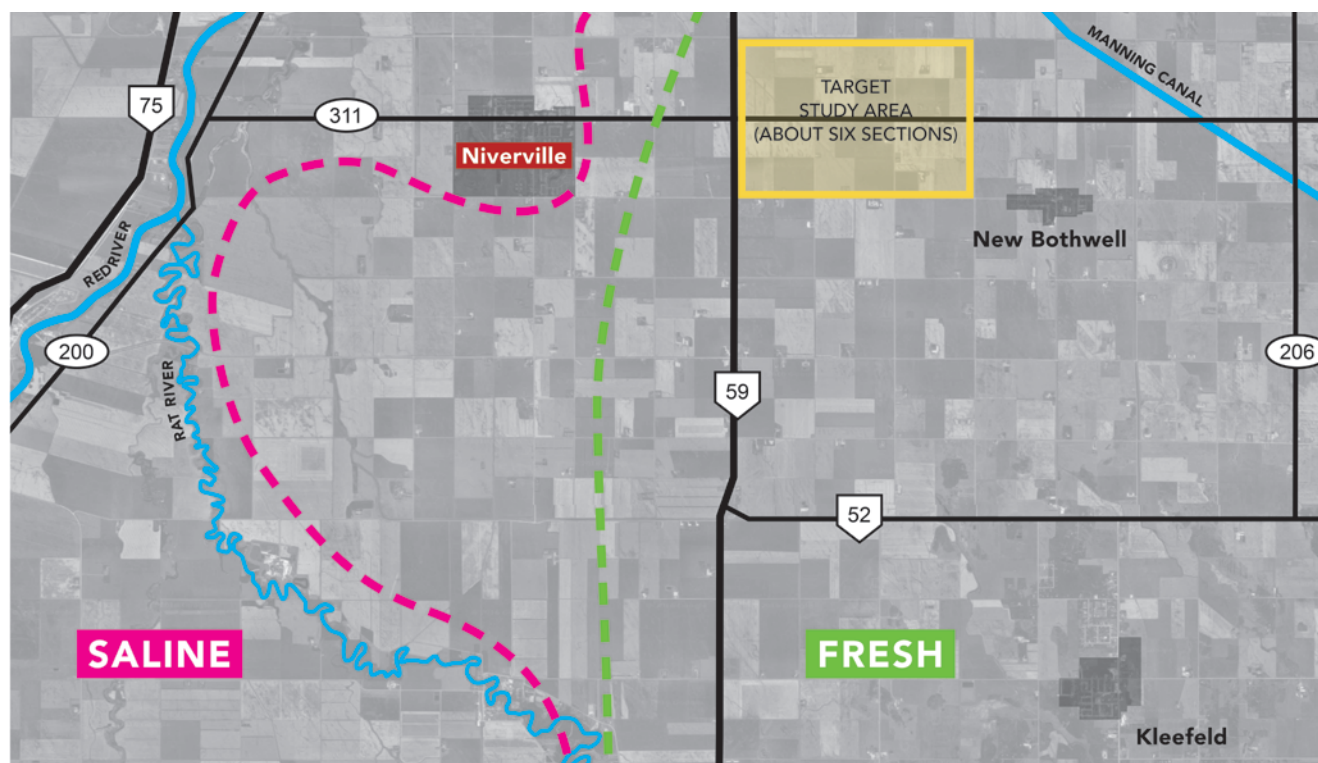 75
311
MANNING CANAL
TARGET
STUDY AREA
(ABOUT SIX SECTIONS)
Niverville
New Bothwell
REDRIVER
200
RAT RIVER
59
206
52
SALINE
FRESH
Kleefeld